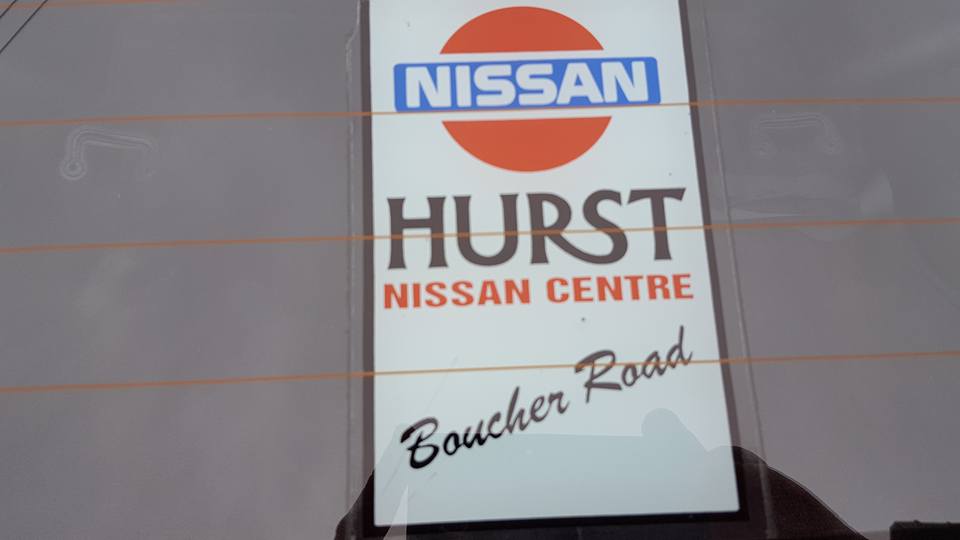 NISSAN
HURST
NISSAN CENTRE
Boucher Road